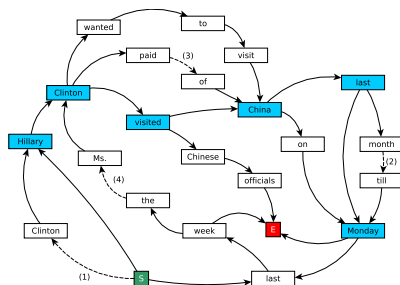 wanted
to
paid
(3)
visit
of
Clinton
last
China
visited
Hillary
on
month
(2)
Chinese
Ms.
till
(4)
officials
the
Clinton
week
E
Monday
(1)
S
last